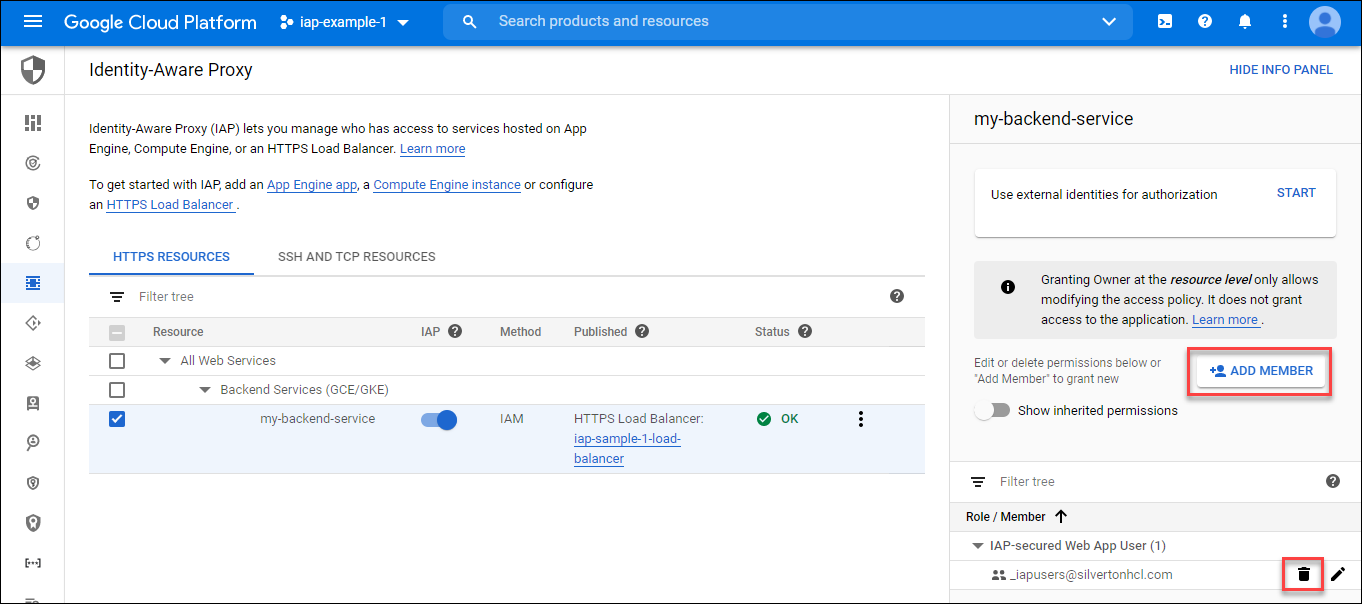 Google Cloud Platform
iap-example-1
Search products and resources
Identity-Aware Proxy
HIDE INFO PANEL
Identity-Aware Proxy (IAP) lets you manage who has access to services hosted on App
Engine, Compute Engine, or an HTTPS Load Balancer. Learn more
To get started with IAP, add an App Engine app, a Compute Engine instance or configure
an HTTPS Load Balancer .
HTTPS RESOURCES
SSH AND TCP RESOURCES
Filter tree
Resource
IAP
Method
Published
Status
All Web Services
Backend Services (GCE/GKE)
my-backend-service
IAM
HTTPS Load Balancer:
iap-sample-1-load-
balancer
OK
my-backend-service
Use external identities for authorization
START
Granting Owner at the resource level only allows
modifying the access policy. It does not grant
access to the application. Learn more .
Edit or delete permissions below or
"Add Member" to grant new
ADD MEMBER
Show inherited permissions
Filter tree
Role / Member
IAP-secured Web App User (1)
_iapusers@silvertonhcl.com